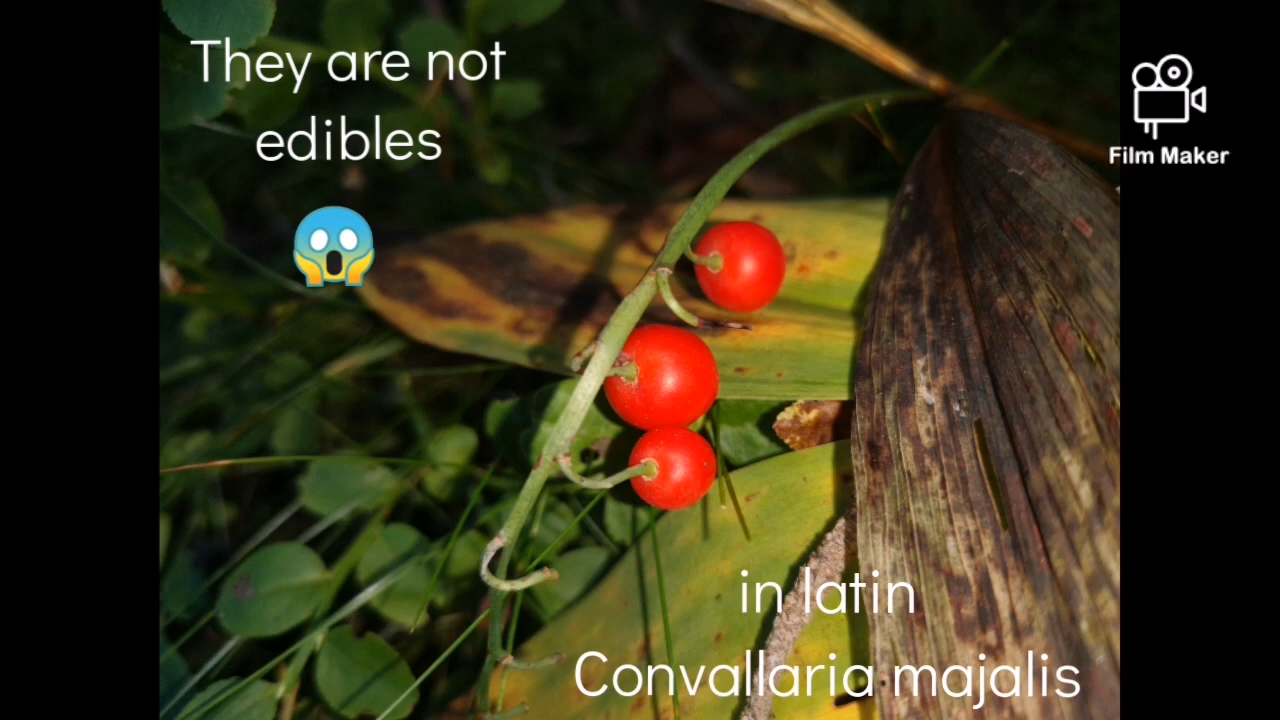 They are not
edibles
Film Maker
in latin
Convallaria majalis